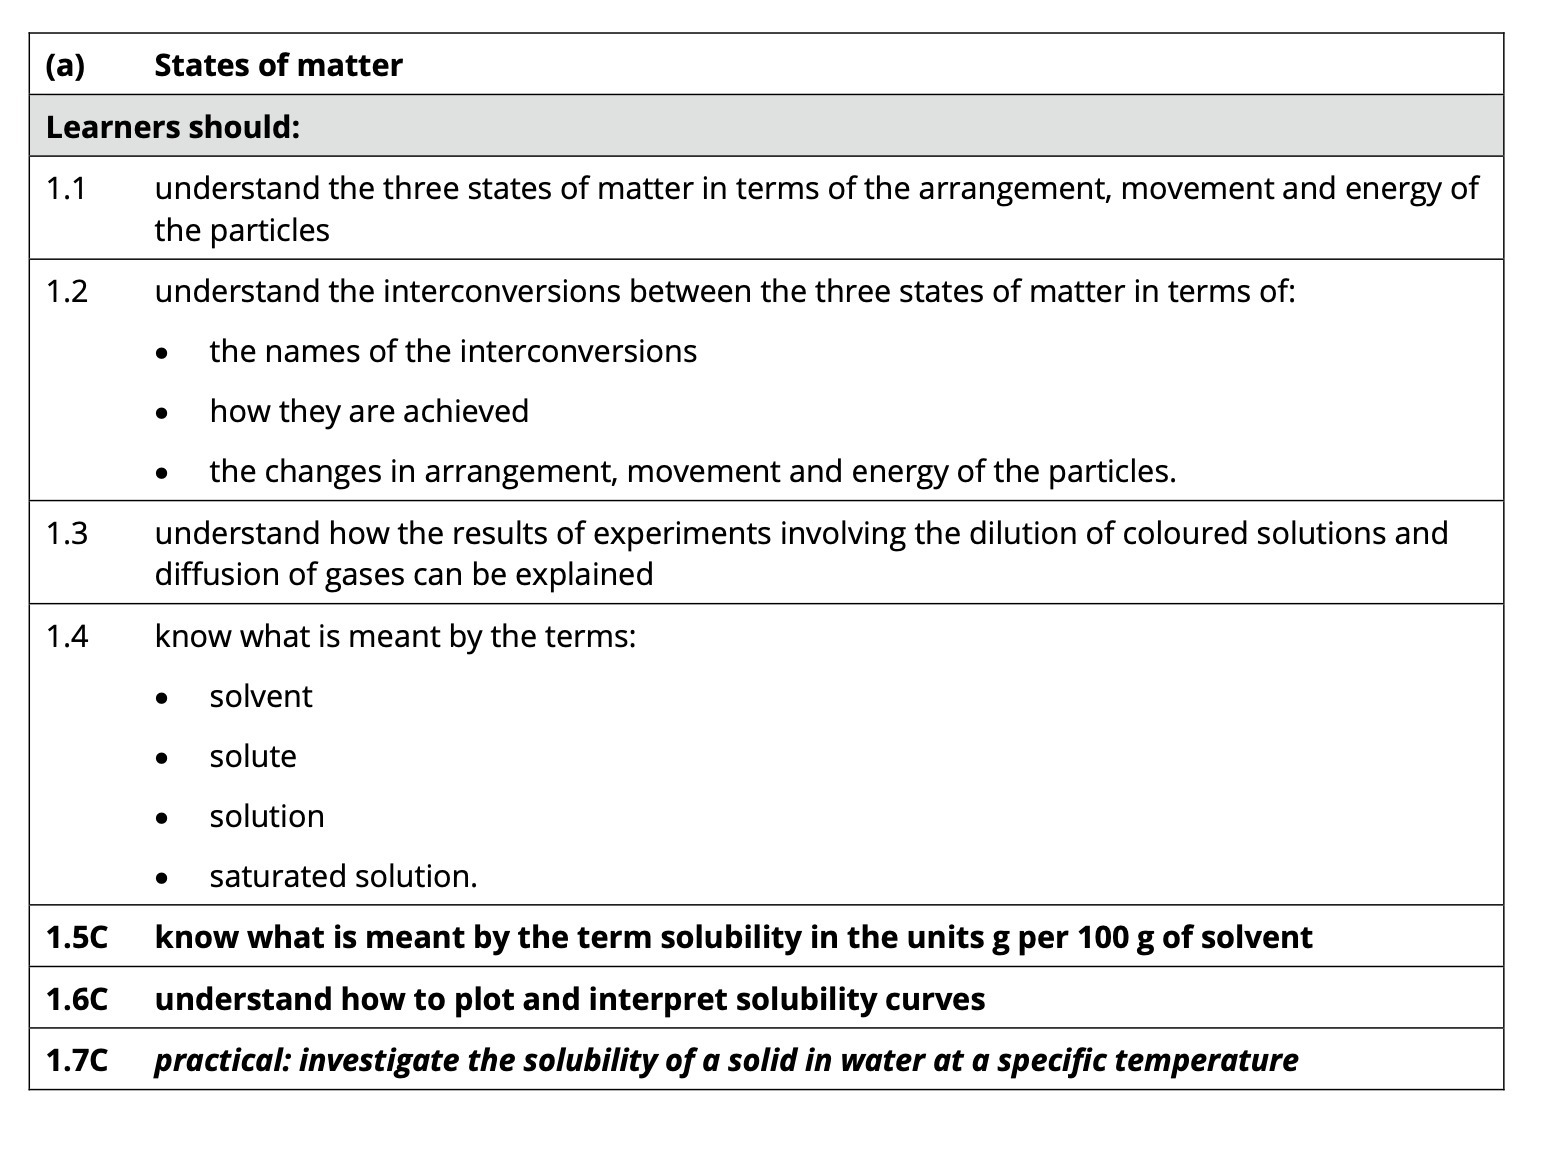 (a) States of matter
Learners should:
1.1 understand the three states of matter in terms of the arrangement, movement and energy of
the particles
1.2 understand the interconversions between the three states of matter in terms of:
• the names of the interconversions
• how they are achieved
• the changes in arrangement, movement and energy of the particles.
1.3 understand how the results of experiments involving the dilution of coloured solutions and
diffusion of gases can be explained
1.4 know what is meant by the terms:
• solvent
• solute
• solution
• saturated solution.
1.5C know what is meant by the term solubility in the units g per 100 g of solvent
1.6C understand how to plot and interpret solubility curves
1.7C practical: investigate the solubility of a solid in water at a specific temperature